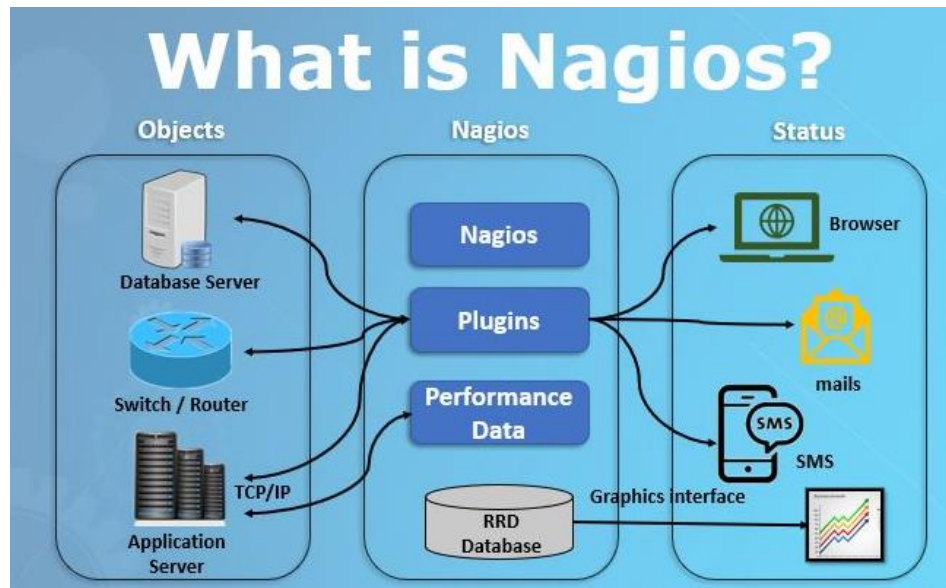 What is Nagios?
Objects
Nagios
Status
Database Server
Switch / Router
TCP/IP
Application
Server
Nagios
Plugins
Performance
Data
RRD
Database
Browser
mails
SMS
SMS
Graphics interface